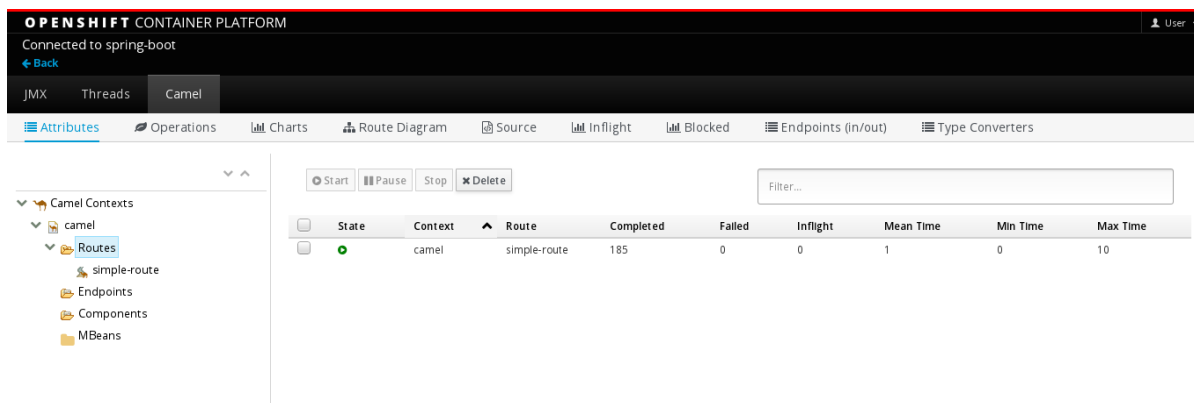 OPENSHIFT CONTAINER PLATFORM
User
Connected to spring-boot
Back
JMX Threads Camel
Attributes Operations Charts Route Diagram Source Inflight Blocked Endpoints (in/out) Type Converters
Start Pause Stop Delete
Filter...
Camel Contexts
camel
Routes
simple-route
Endpoints
Components
MBeans
State Context Route Completed Failed Inflight Mean Time Min Time Max Time
camel simple-route 185 0 0 1 0 10